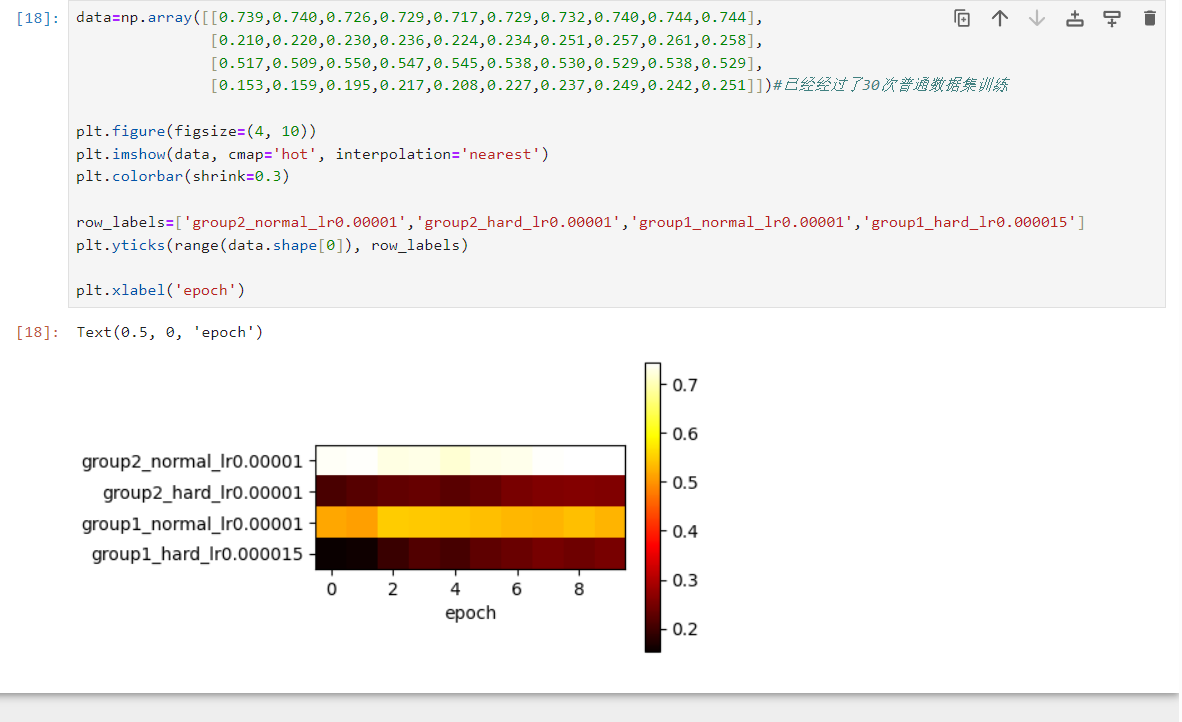 [18]: data=np.array([[0.739,0.740,0.726,0.729,0.717,0.729,0.732,0.740,0.744,0.744],
[0.210,0.220,0.230,0.236,0.224,0.234,0.251,0.257,0.261,0.258],
[0.517,0.509,0.550,0.547,0.545,0.538,0.530,0.529,0.538,0.529],
[0.153,0.159,0.195,0.217,0.208,0.227,0.237,0.249,0.242,0.251]])#已经经过了30次普通数据集训练
plt.figure(figsize=(4, 10))
plt.imshow(data, cmap='hot', interpolation='nearest')
plt.colorbar(shrink=0.3)
row_labels=['group2_normal_lr0.00001','group2_hard_lr0.00001','group1_normal_lr0.00001','group1_hard_lr0.000015']
plt.yticks(range(data.shape[0]), row_labels)
plt.xlabel('epoch')
[18]: Text(0.5, 0, 'epoch')
group2_normal_lr0.00001
group2_hard_lr0.00001
group1_normal_lr0.00001
group1_hard_lr0.000015
0 2 4 6 8
epoch
0.7
0.6
0.5
0.4
0.3
0.2